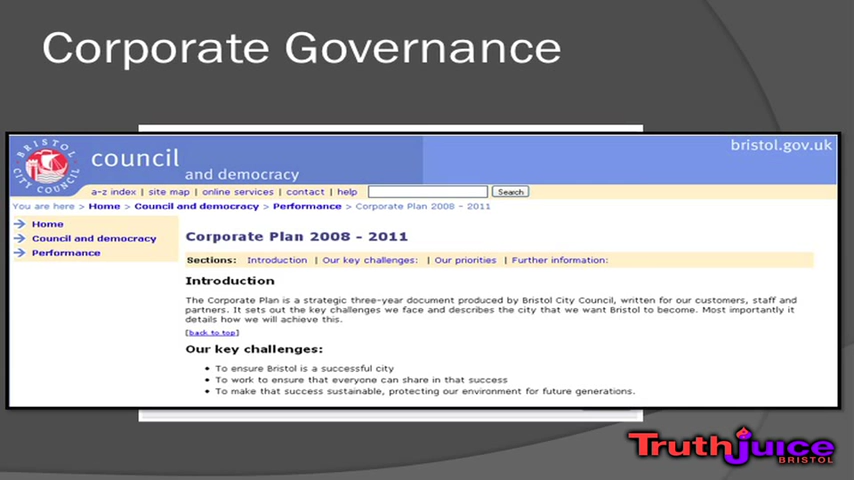 Corporate Governance
BRISTOL CITY COUNCIL
council
and democracy
bristol.gov.uk
a-z index | site map | online services | contact | help
Search
You are here > Home > Council and democracy > Performance > Corporate Plan 2008 - 2011
Home
Council and democracy
Performance
Corporate Plan 2008 - 2011
Sections: Introduction | Our key challenges: | Our priorities | Further information:
Introduction
The Corporate Plan is a strategic three-year document produced by Bristol City Council, written for our customers, staff and
partners. It sets out the key challenges we face and describes the city that we want Bristol to become. Most importantly it
details how we will achieve this.
[back to top]
Our key challenges:
• To ensure Bristol is a successful city
• To work to ensure that everyone can share in that success
• To make that success sustainable, protecting our environment for future generations.
Truthjuice
BRISTOL